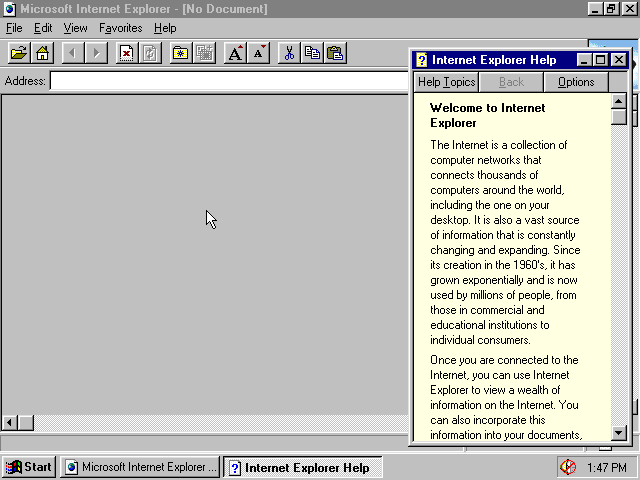 Microsoft Internet Explorer - [No Document]
File Edit View Favorites Help
A A
Address:
Internet Explorer Help
Help Topics Back Options
Welcome to Internet
Explorer
The Internet is a collection of
computer networks that
connects thousands of
computers around the world,
including the one on your
desktop. It is also a vast source
of information that is constantly
changing and expanding. Since
its creation in the 1960's, it has
grown exponentially and is now
used by millions of people, from
those in commercial and
educational institutions to
individual consumers.
Once you are connected to the
Internet, you can use Internet
Explorer to view a wealth of
information on the Internet. You
can also incorporate this
information into your documents,
Start Microsoft Internet Explorer ... Internet Explorer Help 1:47 PM